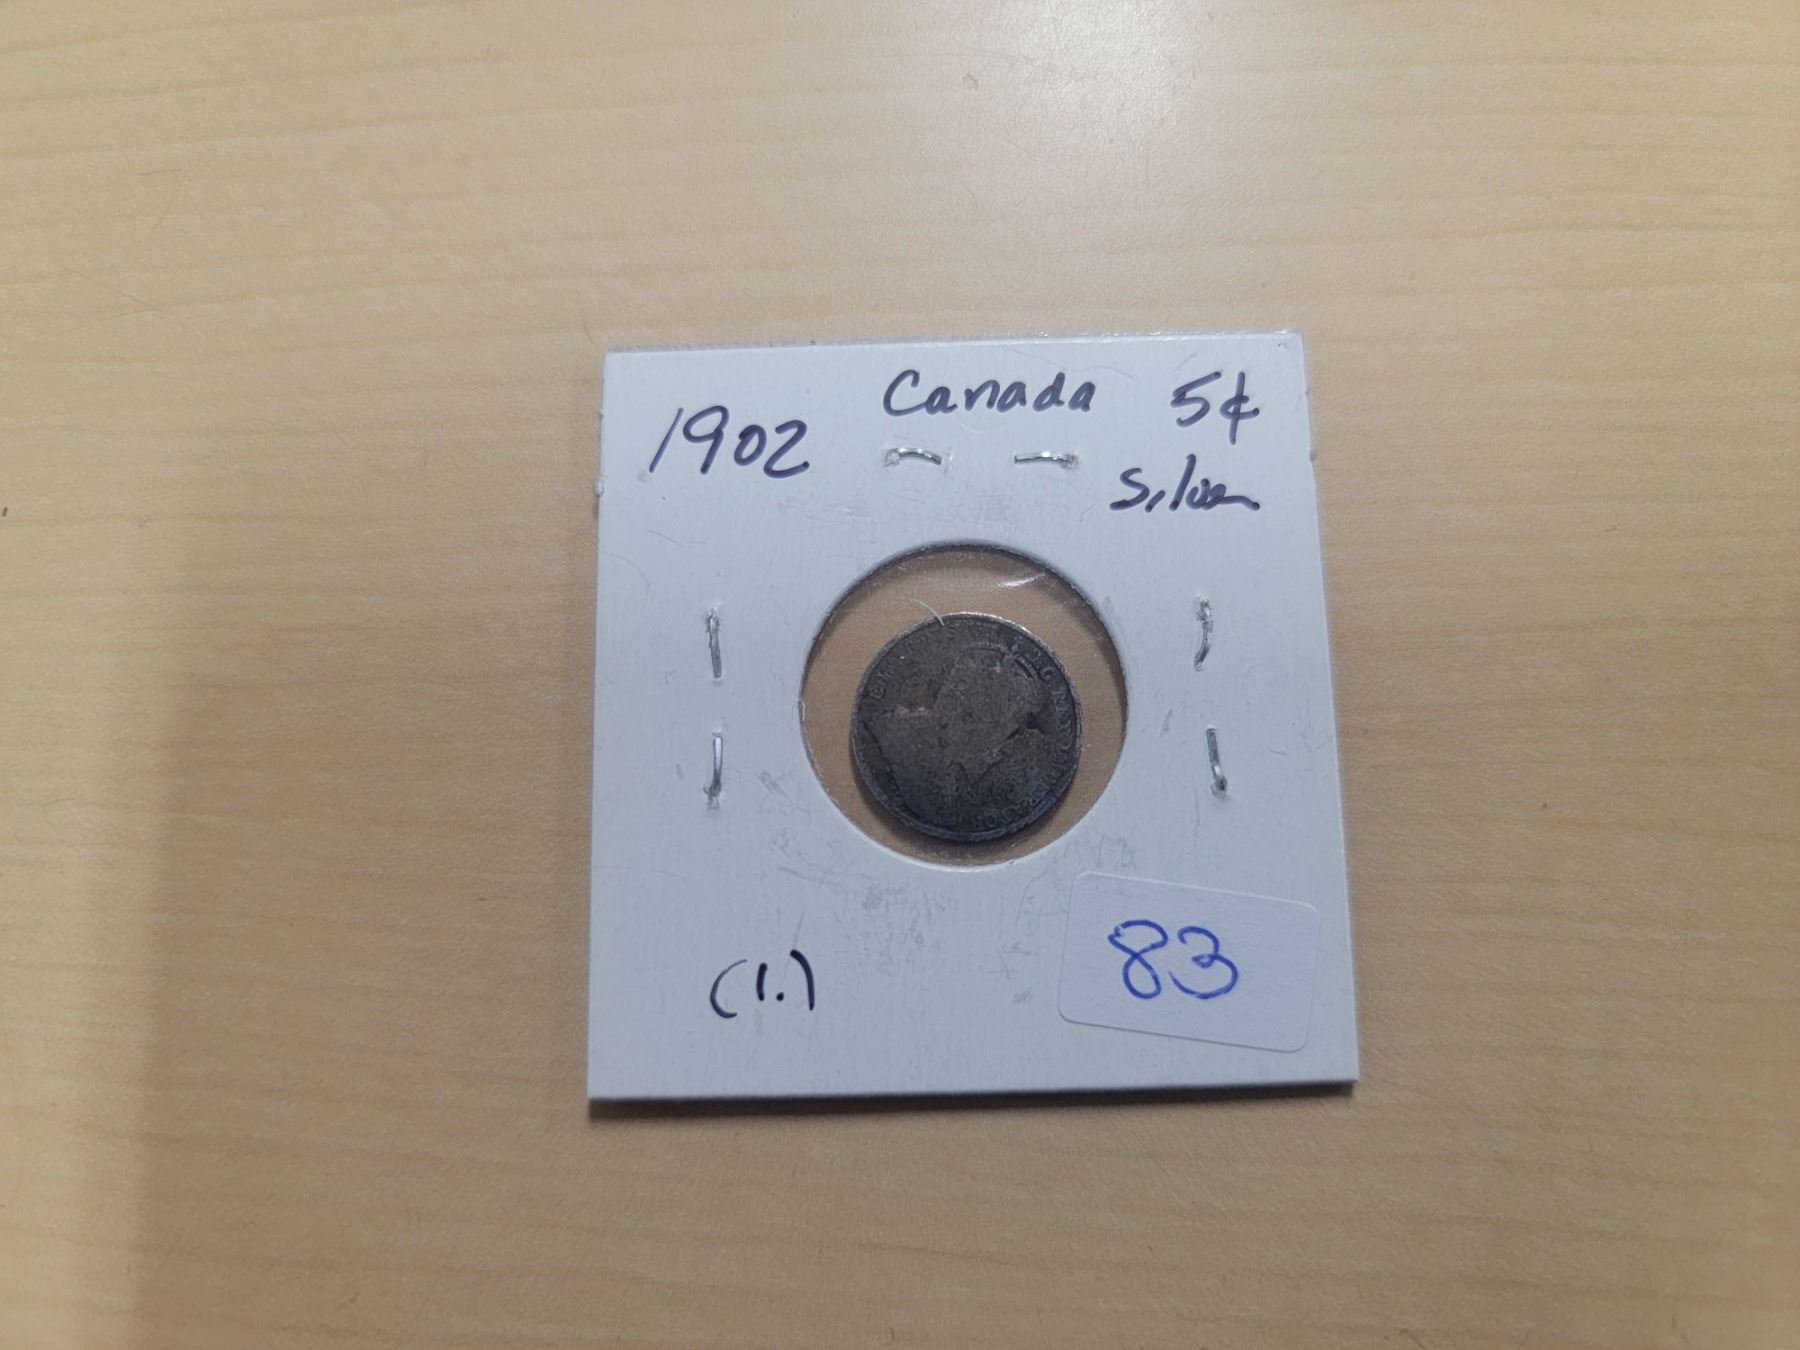 1902 Canada 5¢
Silver
(1.)
83